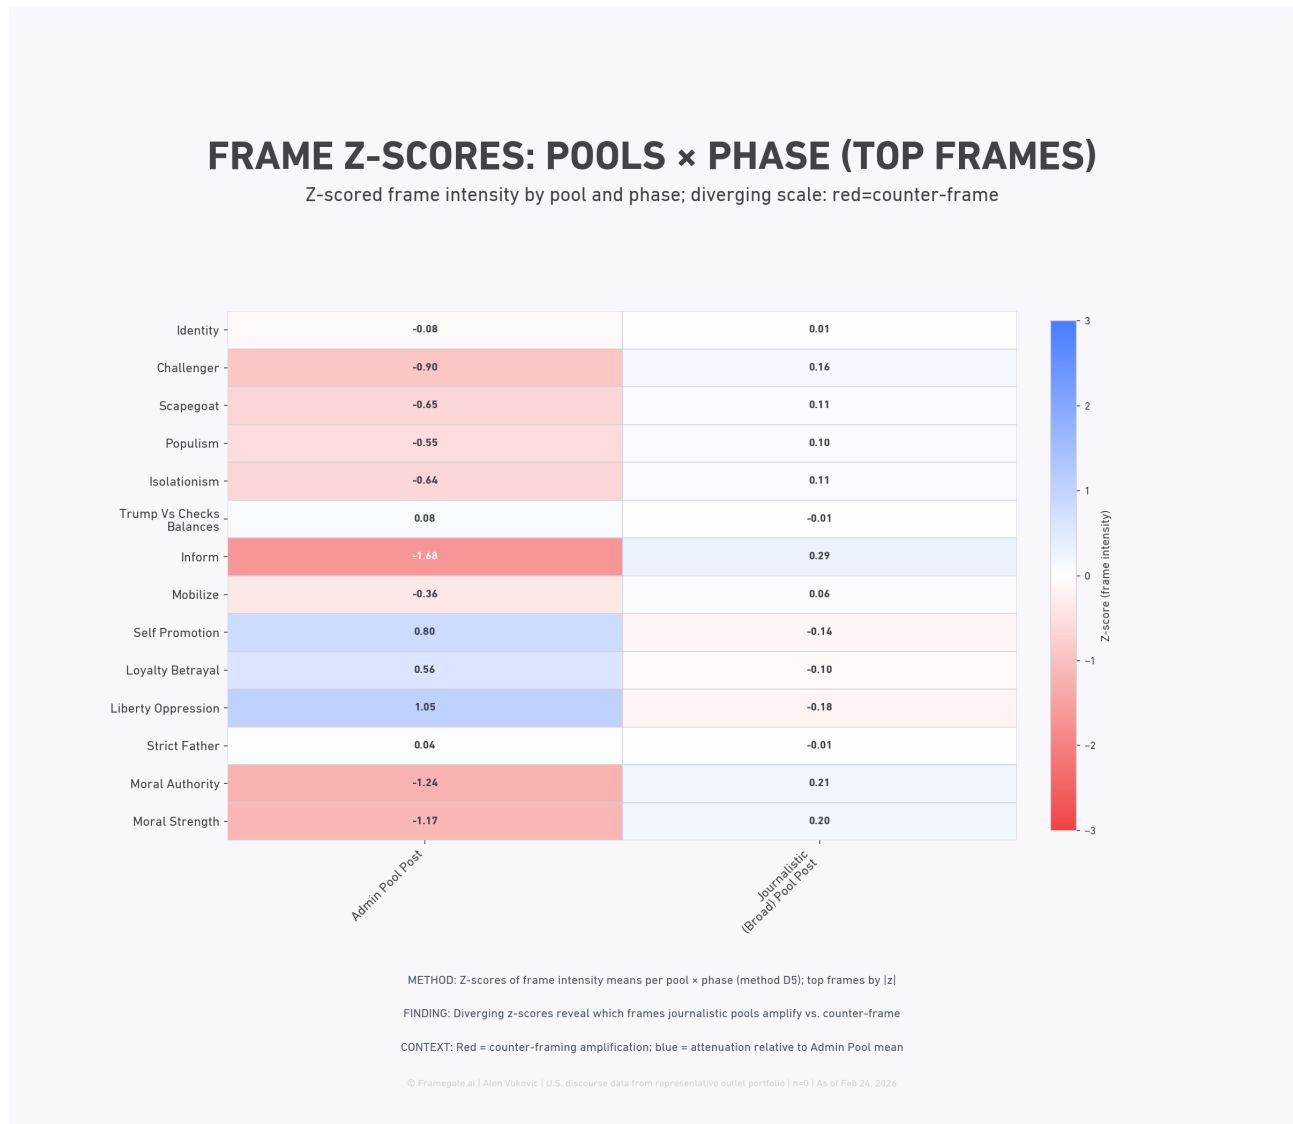 FRAME Z-SCORES: POOLS × PHASE (TOP FRAMES)
Z-scored frame intensity by pool and phase; diverging scale: red=counter-frame
Identity -0.08 0.01
Challenger -0.90 0.16
Scapegoat -0.65 0.11
Populism -0.55 0.10
Isolationism -0.64 0.11
Trump Vs Checks
Balances 0.08 -0.01
Inform -1.68 0.29
Mobilize -0.36 0.06
Self Promotion 0.80 -0.14
Loyalty Betrayal 0.56 -0.10
Liberty Oppression 1.05 -0.18
Strict Father 0.04 -0.01
Moral Authority -1.24 0.21
Moral Strength -1.17 0.20
Admin Pool Post
Journalistic
(Broad) Pool Post
3
2
1
0
−1
−2
−3
Z-score (frame intensity)
METHOD: Z-scores of frame intensity means per pool × phase (method D5); top frames by |z|
FINDING: Diverging z-scores reveal which frames journalistic pools amplify vs. counter-frame
CONTEXT: Red = counter-framing amplification; blue = attenuation relative to Admin Pool mean
© Framegate.ai | Alan Vukovic | U.S. discourse data from representative outlet portfolio | n=0 | As of Feb 24, 2026